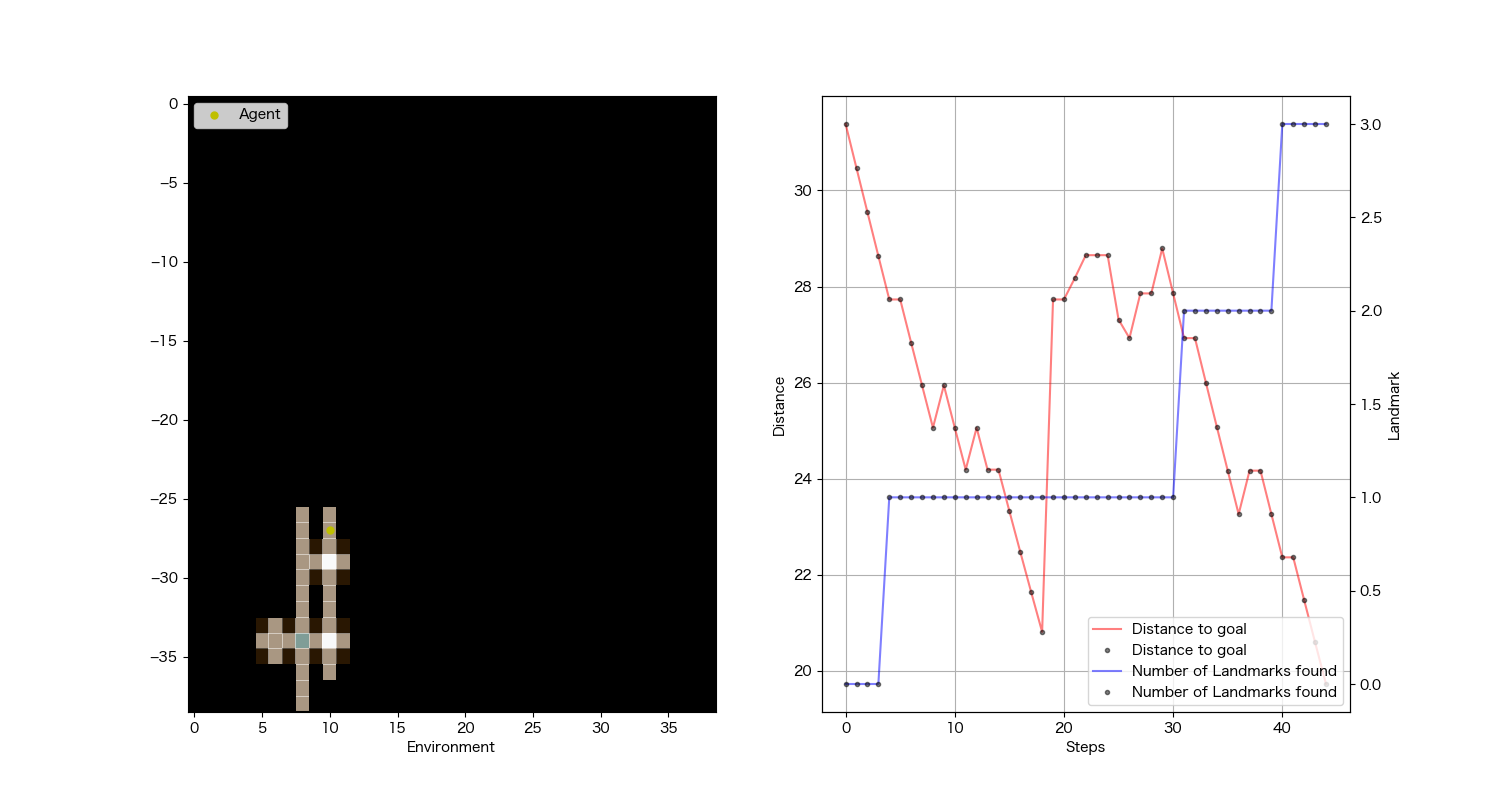 Agent
0
−5
−10
−15
−20
−25
−30
−35
0 5 10 15 20 25 30 35
Environment
Distance
30
28
26
24
22
20
0 10 20 30 40
Steps
3.0
2.5
2.0
1.5
1.0
0.5
0.0
Landmark
Distance to goal
Distance to goal
Number of Landmarks found
Number of Landmarks found